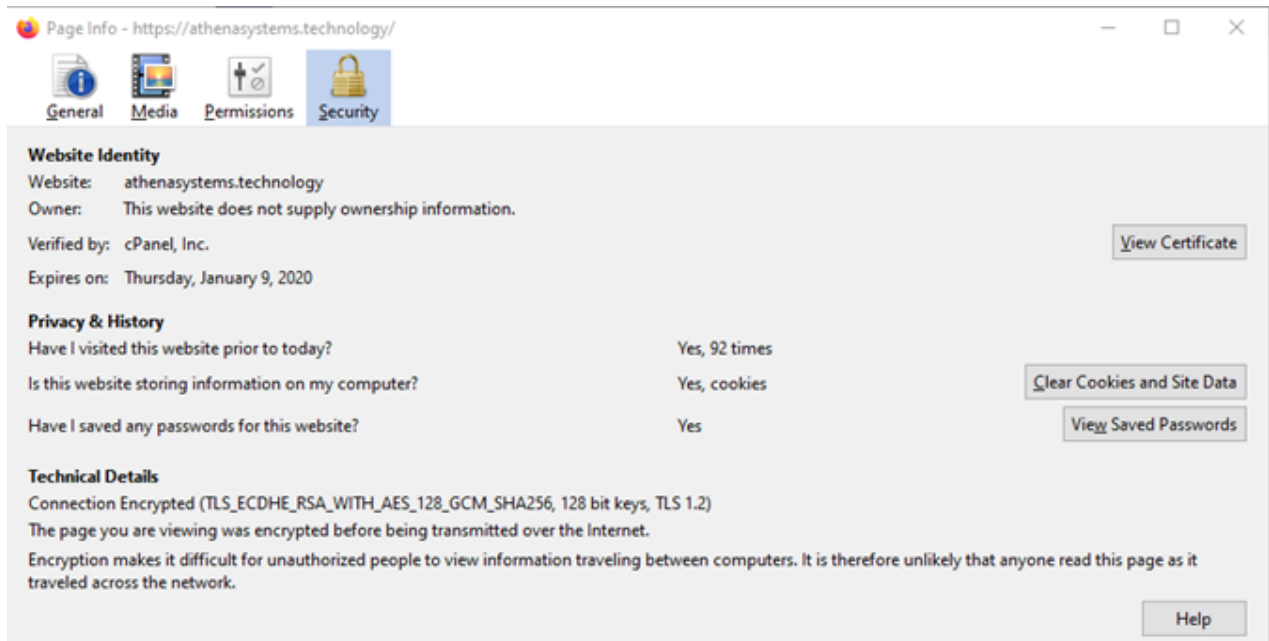 Page Info - https://athenasystems.technology/
General Media Permissions Security
Website Identity
Website: athenasystems.technology
Owner: This website does not supply ownership information.
Verified by: cPanel, Inc. View Certificate
Expires on: Thursday, January 9, 2020
Privacy & History
Have I visited this website prior to today? Yes, 92 times
Is this website storing information on my computer? Yes, cookies Clear Cookies and Site Data
Have I saved any passwords for this website? Yes View Saved Passwords
Technical Details
Connection Encrypted (TLS_ECDHE_RSA_WITH_AES_128_GCM_SHA256, 128 bit keys, TLS 1.2)
The page you are viewing was encrypted before being transmitted over the Internet.
Encryption makes it difficult for unauthorized people to view information traveling between computers. It is therefore unlikely that anyone read this page as it
traveled across the network.
Help